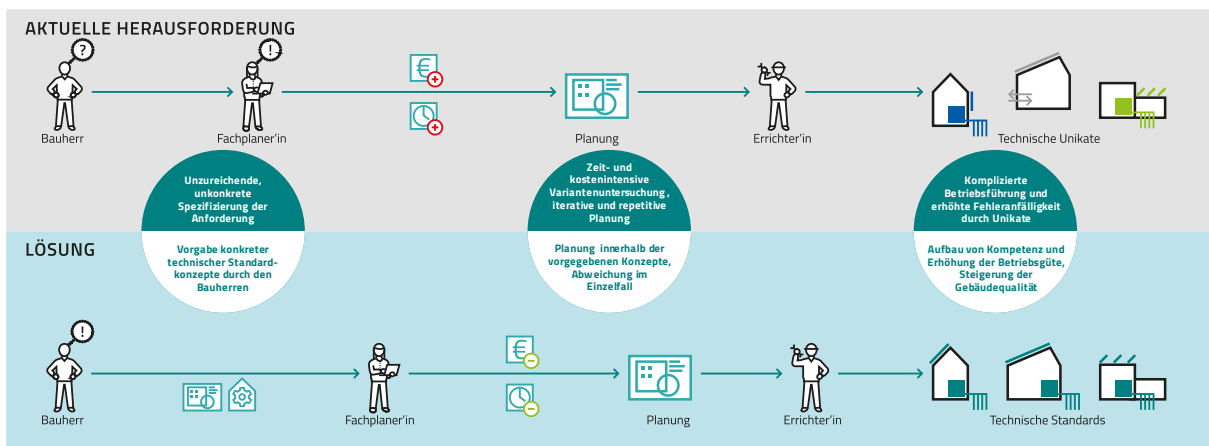 AKTUELLE HERAUSFORDERUNG
?
!
€
+
+
Bauherr
Fachplaner'in
Planung
Errichter'in
Technische Unikate
Unzureichende,
unkonkrete
Spezifizierung der
Anforderung
Zeit- und
kostenintensive
Variantenuntersuchung,
iterative und repetitive
Planung
Komplizierte
Betriebsführung und
erhöhte Fehleranfälligkeit
durch Unikate
LÖSUNG
Vorgabe konkreter
technischer Standard-
konzepte durch den
Bauherren
Planung innerhalb der
vorgegebenen Konzepte,
Abweichung im
Einzelfall
Aufbau von Kompetenz und
Erhöhung der Betriebsgüte,
Steigerung der
Gebäudequalität
!
€
−
−
Bauherr
Fachplaner'in
Planung
Errichter'in
Technische Standards